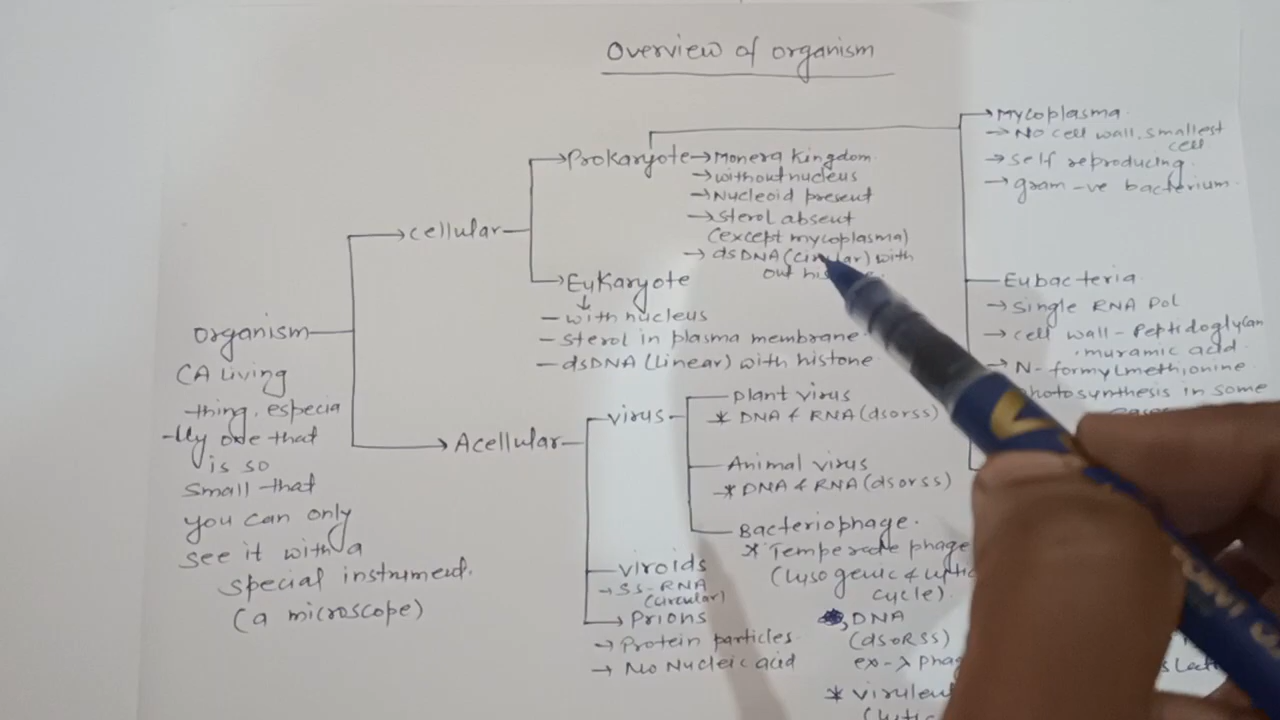 Overview of organism
Prokaryote → Monera kingdom.
→ without nucleus
→ Nucleoid present
→ sterol absent
(except mycoplasma)
→ dsDNA (circular) with
out
→ Mycoplasma.
→ No cell wall, smallest
cell
→ self reproducing.
→ gram -ve bacterium.
Eubacteria
→ Single RNA Pol
→ cell wall - Peptidoglycan
muramic acid.
→ N-formylmethionine
Photosynthesis in some
cases
→ cellular
→ Eukaryote
- with nucleus
- sterol in plasma membrane.
- dsDNA (Linear) with histone
organism
(A living
thing, especia
-lly one that
is so
small that
you can only
see it with a
special instrument.
(a microscope)
→ Acellular
virus
plant virus
* DNA & RNA (ds or ss)
Animal virus
* DNA & RNA (ds or ss)
Bacteriophage.
* Temperate phage
(lysogenic & lytic
cycle).
DNA
(ds OR SS)
ex - λ phag
* virulent
(lytic
viroids
→ SS-RNA
(circular)
→ Prions
→ Protein particles.
→ No Nucleic acid